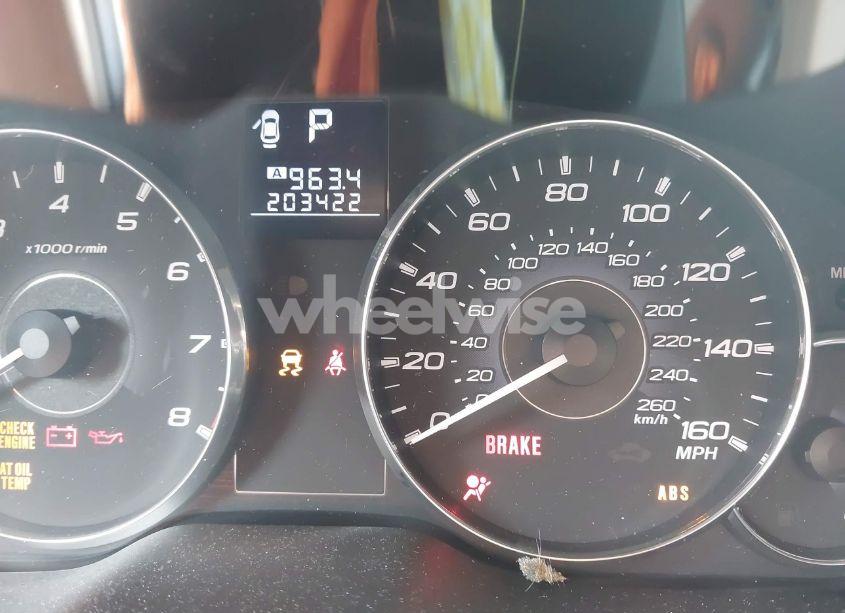 P
A 963.4
203422
3 4 5 6 7 8
x1000 r/min
CHECK
ENGINE
AT OIL
TEMP
0 20 40 60 80 100 120 140 160
MPH
0 20 40 60 80 100 120 140 160 180 200 220 240 260
km/h
BRAKE
ABS
wheelwise